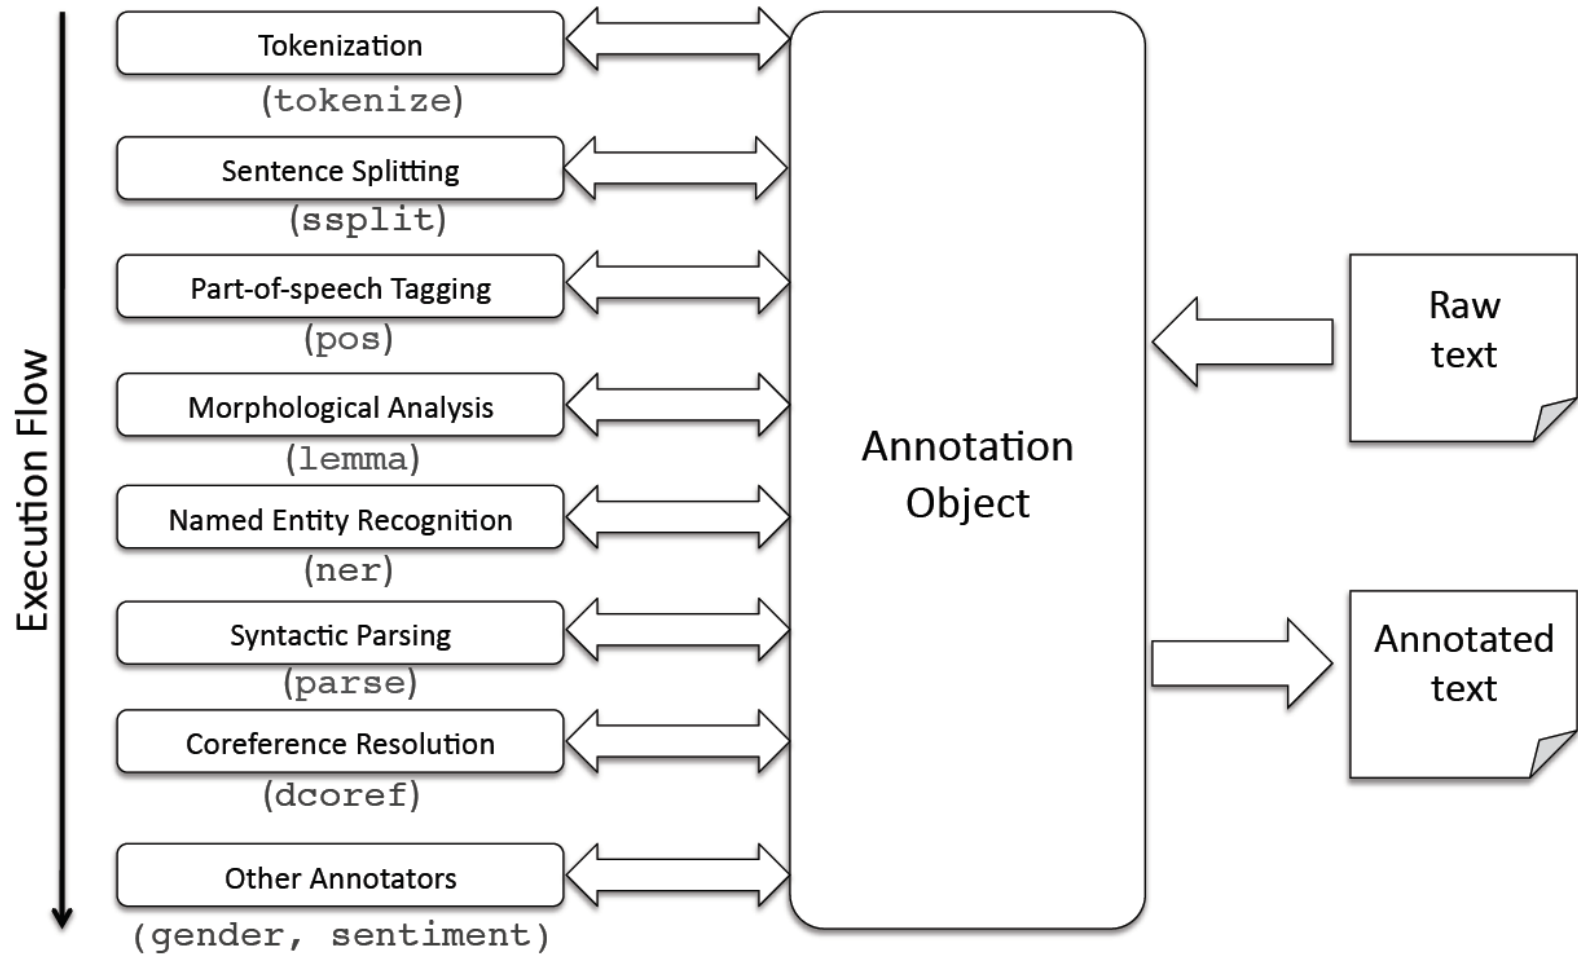 Execution Flow
Tokenization
(tokenize)
Sentence Splitting
(ssplit)
Part-of-speech Tagging
(pos)
Morphological Analysis
(lemma)
Named Entity Recognition
(ner)
Syntactic Parsing
(parse)
Coreference Resolution
(dcoref)
Other Annotators
(gender, sentiment)
Annotation
Object
Raw
text
Annotated
text